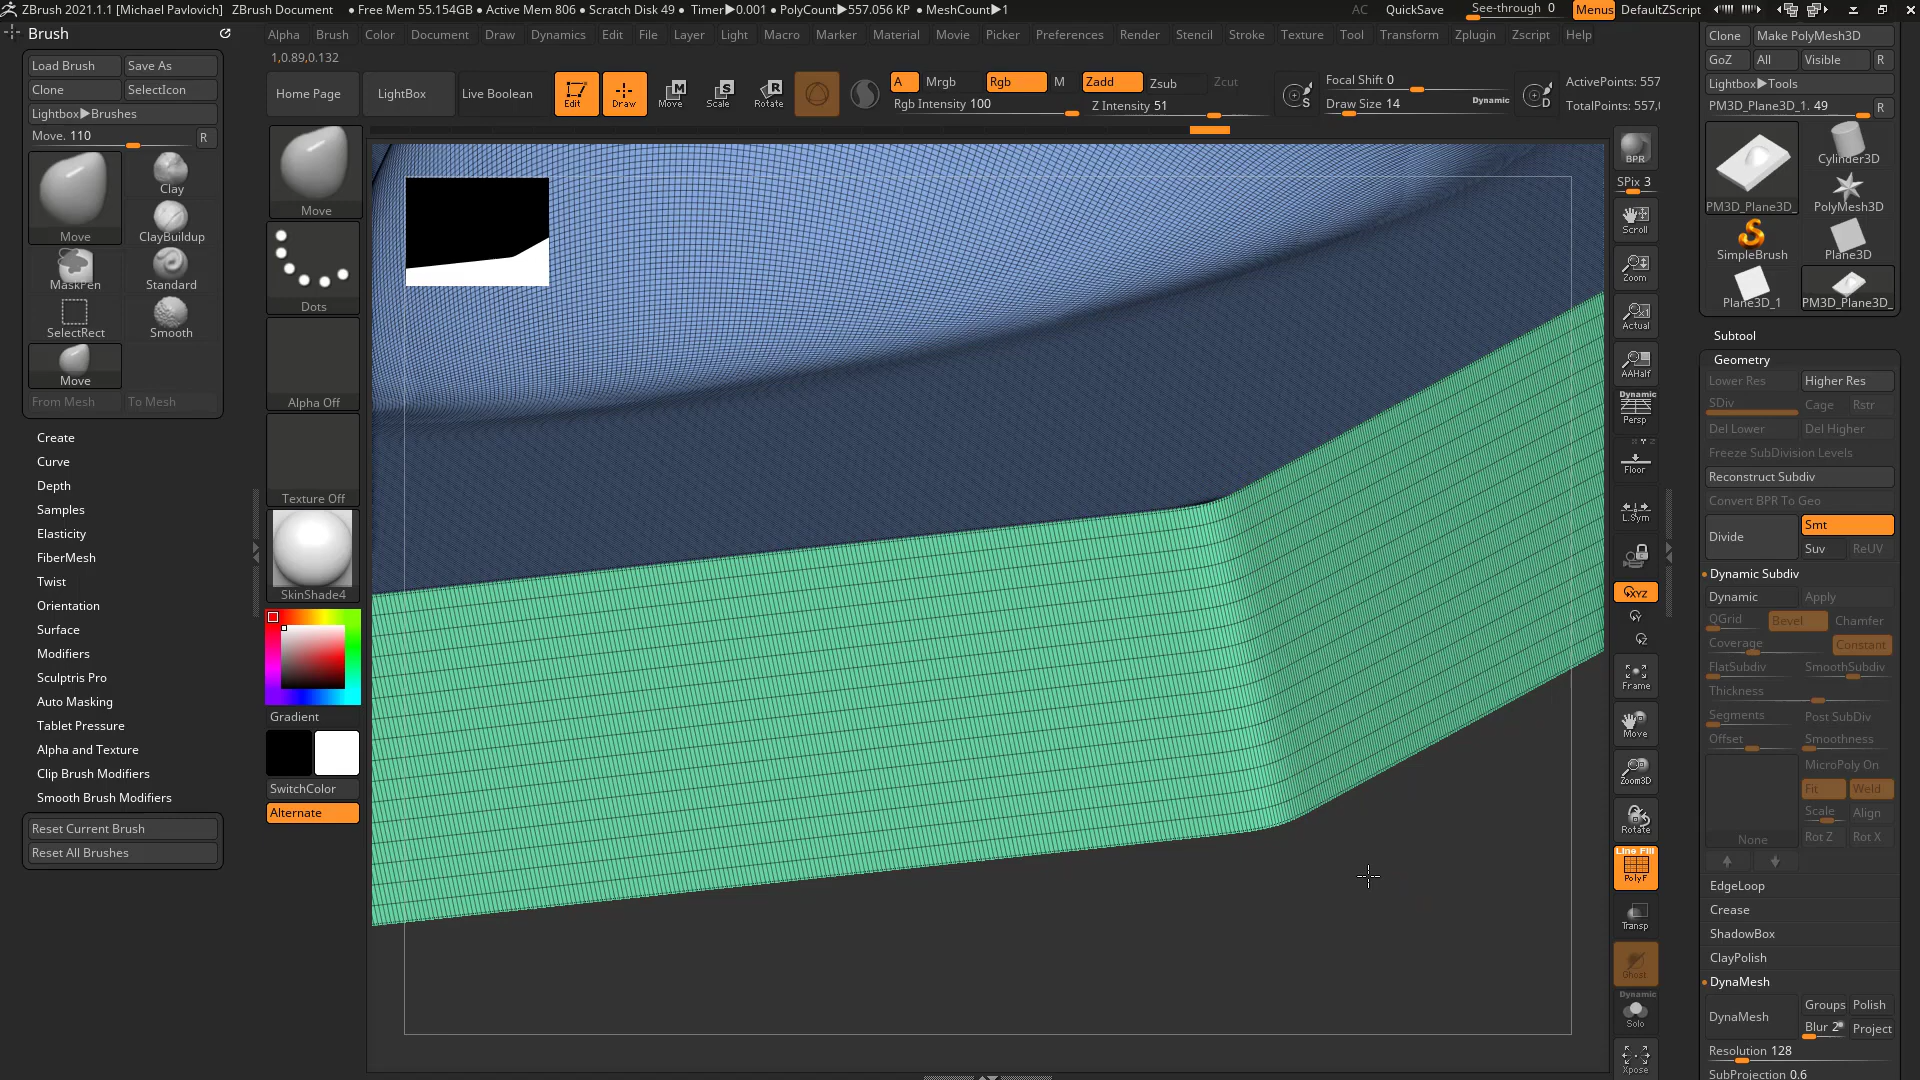 ZBrush 2021.1.1 [Michael Pavlovich] ZBrush Document • Free Mem 55.154GB • Active Mem 806 • Scratch Disk 49 • Timer▶0.001 • PolyCount▶557.056 KP • MeshCount▶1
AC QuickSave See-through 0 Menus DefaultZScript
Brush
Alpha Brush Color Document Draw Dynamics Edit File Layer Light Macro Marker Material Movie Picker Preferences Render Stencil Stroke Texture Tool Transform Zplugin Zscript Help
1,0.89,0.132
Load Brush Save As
Clone SelectIcon
Lightbox▶Brushes
Move. 110 R
Move
Clay
ClayBuildup
MaskPen Standard
SelectRect Smooth
Move
From Mesh To Mesh
Create
Curve
Depth
Samples
Elasticity
FiberMesh
Twist
Orientation
Surface
Modifiers
Sculptris Pro
Auto Masking
Tablet Pressure
Alpha and Texture
Clip Brush Modifiers
Smooth Brush Modifiers
Reset Current Brush
Reset All Brushes
Home Page LightBox Live Boolean Edit Draw Move Scale Rotate
A Mrgb Rgb M Zadd Zsub Zcut
Rgb Intensity 100 Z Intensity 51
S
Focal Shift 0
Draw Size 14 Dynamic
D
ActivePoints: 557
TotalPoints: 557,
Move
Dots
Alpha Off
Texture Off
SkinShade4
Gradient
SwitchColor
Alternate
BPR
SPix 3
Scroll
Zoom
Actual
AAHalf
Dynamic
Persp
Floor
L.Sym
XYZ
Y
Z
Frame
Move
Zoom3D
Rotate
Line Fill
PolyF
Transp
Ghost
Dynamic
Solo
Xpose
Clone Make PolyMesh3D
GoZ All Visible R
Lightbox▶Tools
PM3D_Plane3D_1. 49 R
PM3D_Plane3D_
Cylinder3D
PolyMesh3D
SimpleBrush Plane3D
Plane3D_1 PM3D_Plane3D_
Subtool
Geometry
Lower Res Higher Res
SDiv Cage Rstr
Del Lower Del Higher
Freeze SubDivision Levels
Reconstruct Subdiv
Convert BPR To Geo
Divide Smt
Suv ReUV
Dynamic Subdiv
Dynamic Apply
QGrid Bevel Chamfer
Coverage Constant
FlatSubdiv SmoothSubdiv
Thickness
Segments Post SubDiv
Offset Smoothness
MicroPoly On
Fit Weld
Scale Align
None Rot Z Rot X
EdgeLoop
Crease
ShadowBox
ClayPolish
DynaMesh
DynaMesh Groups Polish
Blur 2 Project
Resolution 128
SubProjection 0.6